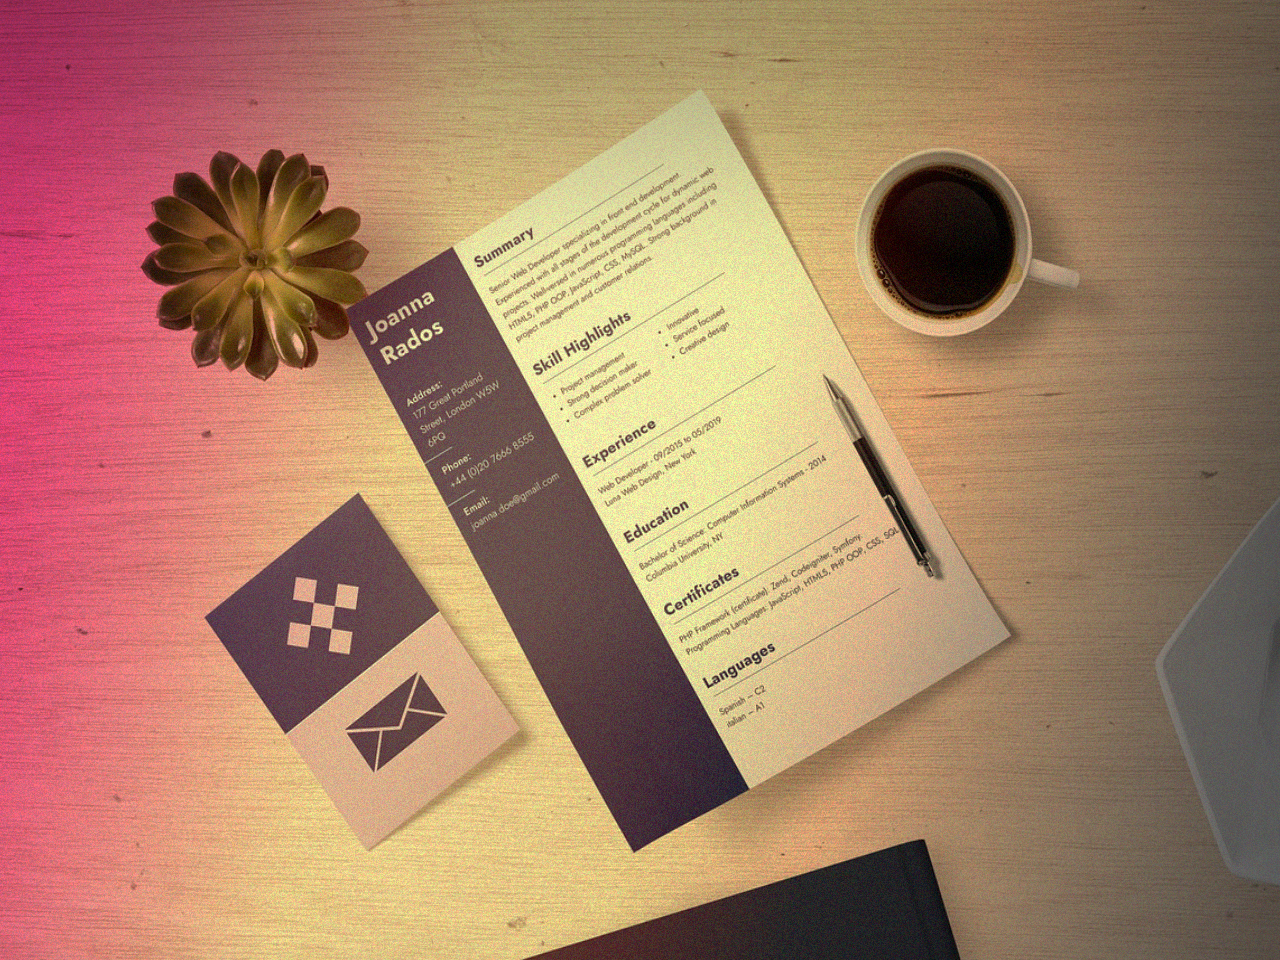 Joanna
Rados
Address:
177 Great Portland
Street, London W5W
6PQ
Phone:
+44 (0)20 7666 8555
Email:
joanna.doe@gmail.com
Summary
Senior Web Developer specializing in front end development.
Experienced with all stages of the development cycle for dynamic web
projects. Well-versed in numerous programming languages including
HTML5, PHP OOP, JavaScript, CSS, MySQL. Strong background in
project management and customer relations.
Skill Highlights
• Project management
• Strong decision maker
• Complex problem solver
• Innovative
• Service focused
• Creative design
Experience
Web Developer - 09/2015 to 05/2019
Luna Web Design, New York
Education
Bachelor of Science: Computer Information Systems - 2014
Columbia University, NY
Certificates
PHP Framework (certificate): Zend, Codeigniter, Symfony.
Programming Languages: JavaScript, HTML5, PHP OOP, CSS, SQL
Languages
Spanish – C2
Italian – A1